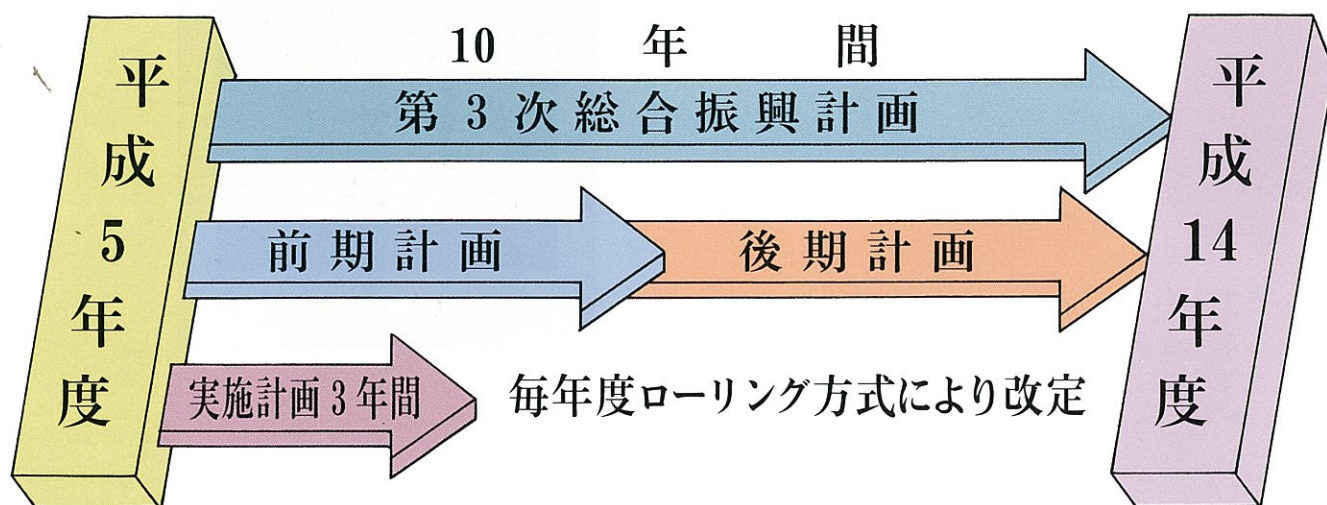 平成5年度
10年間
第3次総合振興計画
前期計画
後期計画
実施計画3年間
毎年度ローリング方式により改定
平成14年度